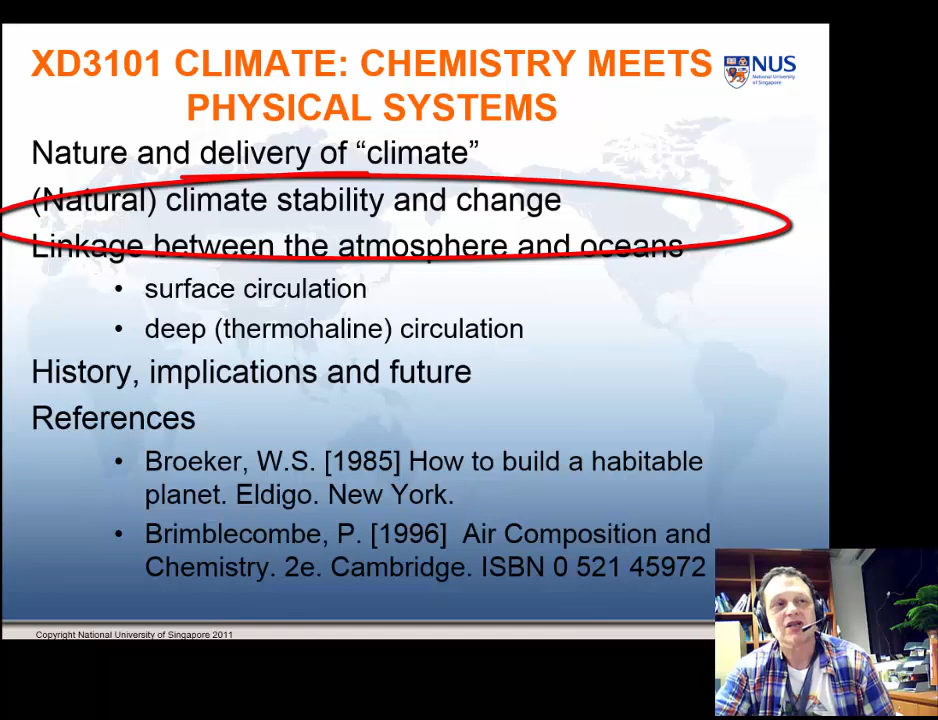 XD3101 CLIMATE: CHEMISTRY MEETS
PHYSICAL SYSTEMS
NUS
National University
of Singapore
Nature and delivery of “climate”
(Natural) climate stability and change
Linkage between the atmosphere and oceans
• surface circulation
• deep (thermohaline) circulation
History, implications and future
References
• Broeker, W.S. [1985] How to build a habitable
planet. Eldigo. New York.
• Brimblecombe, P. [1996] Air Composition and
Chemistry. 2e. Cambridge. ISBN 0 521 45972
Copyright National University of Singapore 2011